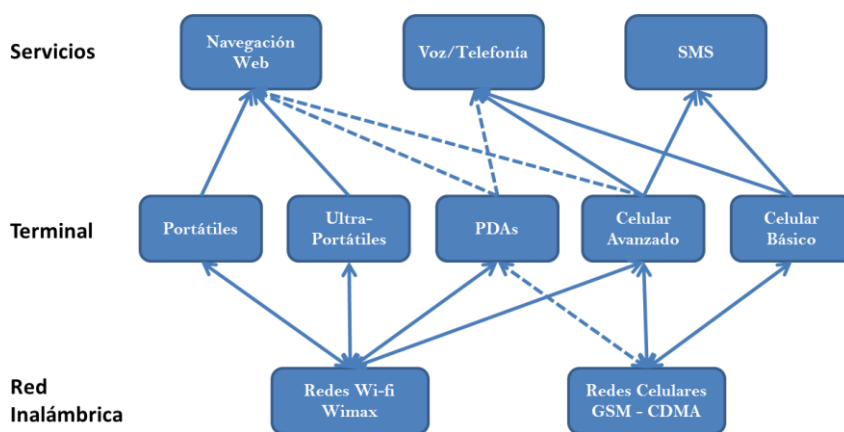 Servicios
Navegación
Web
Voz/Telefonía
SMS
Terminal
Portátiles
Ultra-
Portátiles
PDAs
Celular
Avanzado
Celular
Básico
Red
Inalámbrica
Redes Wi-fi
Wimax
Redes Celulares
GSM - CDMA